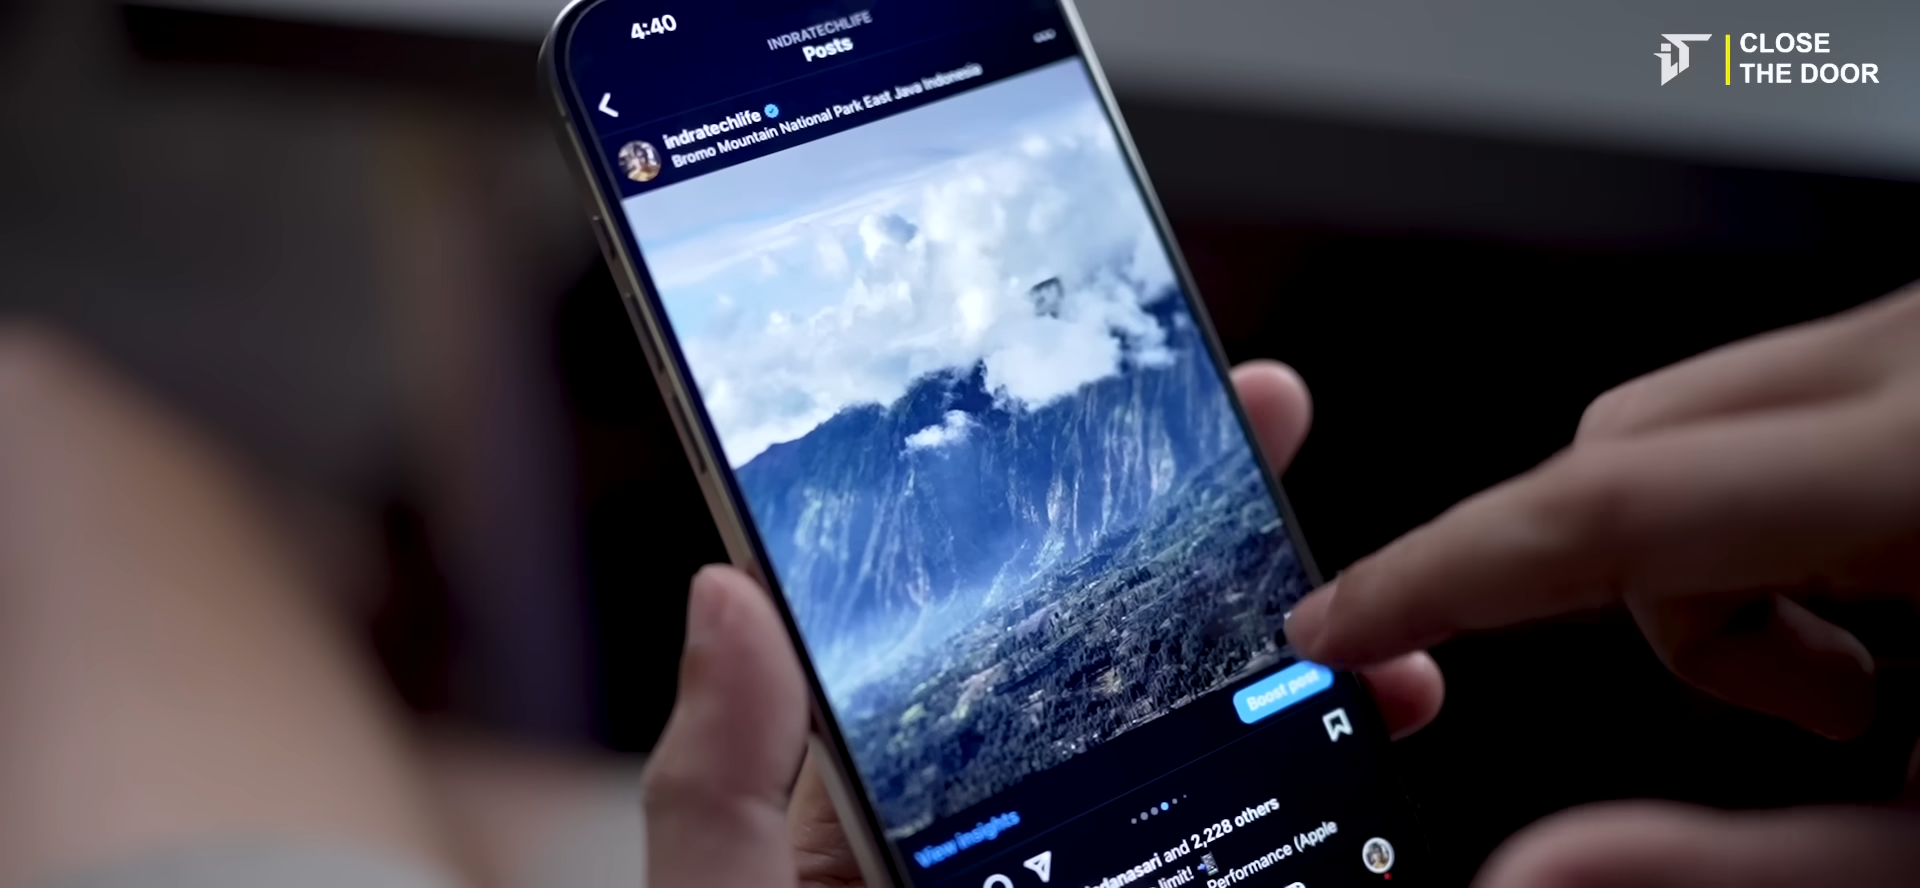 4:40
INDRATECHLIFE
Posts
indratechlife
Bromo Mountain National Park East Java Indonesia
CLOSE
THE DOOR
Boost post
View insights
danasari and 2,228 others
limit!
Performance (Apple